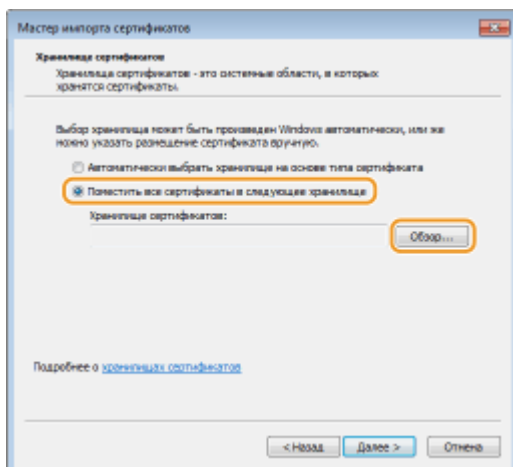 Мастер импорта сертификатов
Хранилище сертификатов
Хранилища сертификатов - это системные области, в которых
хранятся сертификаты.
Выбор хранилища может быть произведен Windows автоматически, или же
можно указать размещение сертификата вручную.
Автоматически выбрать хранилище на основе типа сертификата
Поместить все сертификаты в следующее хранилище
Хранилище сертификатов:
Обзор...
Подробнее о хранилищах сертификатов
< Назад Далее > Отмена